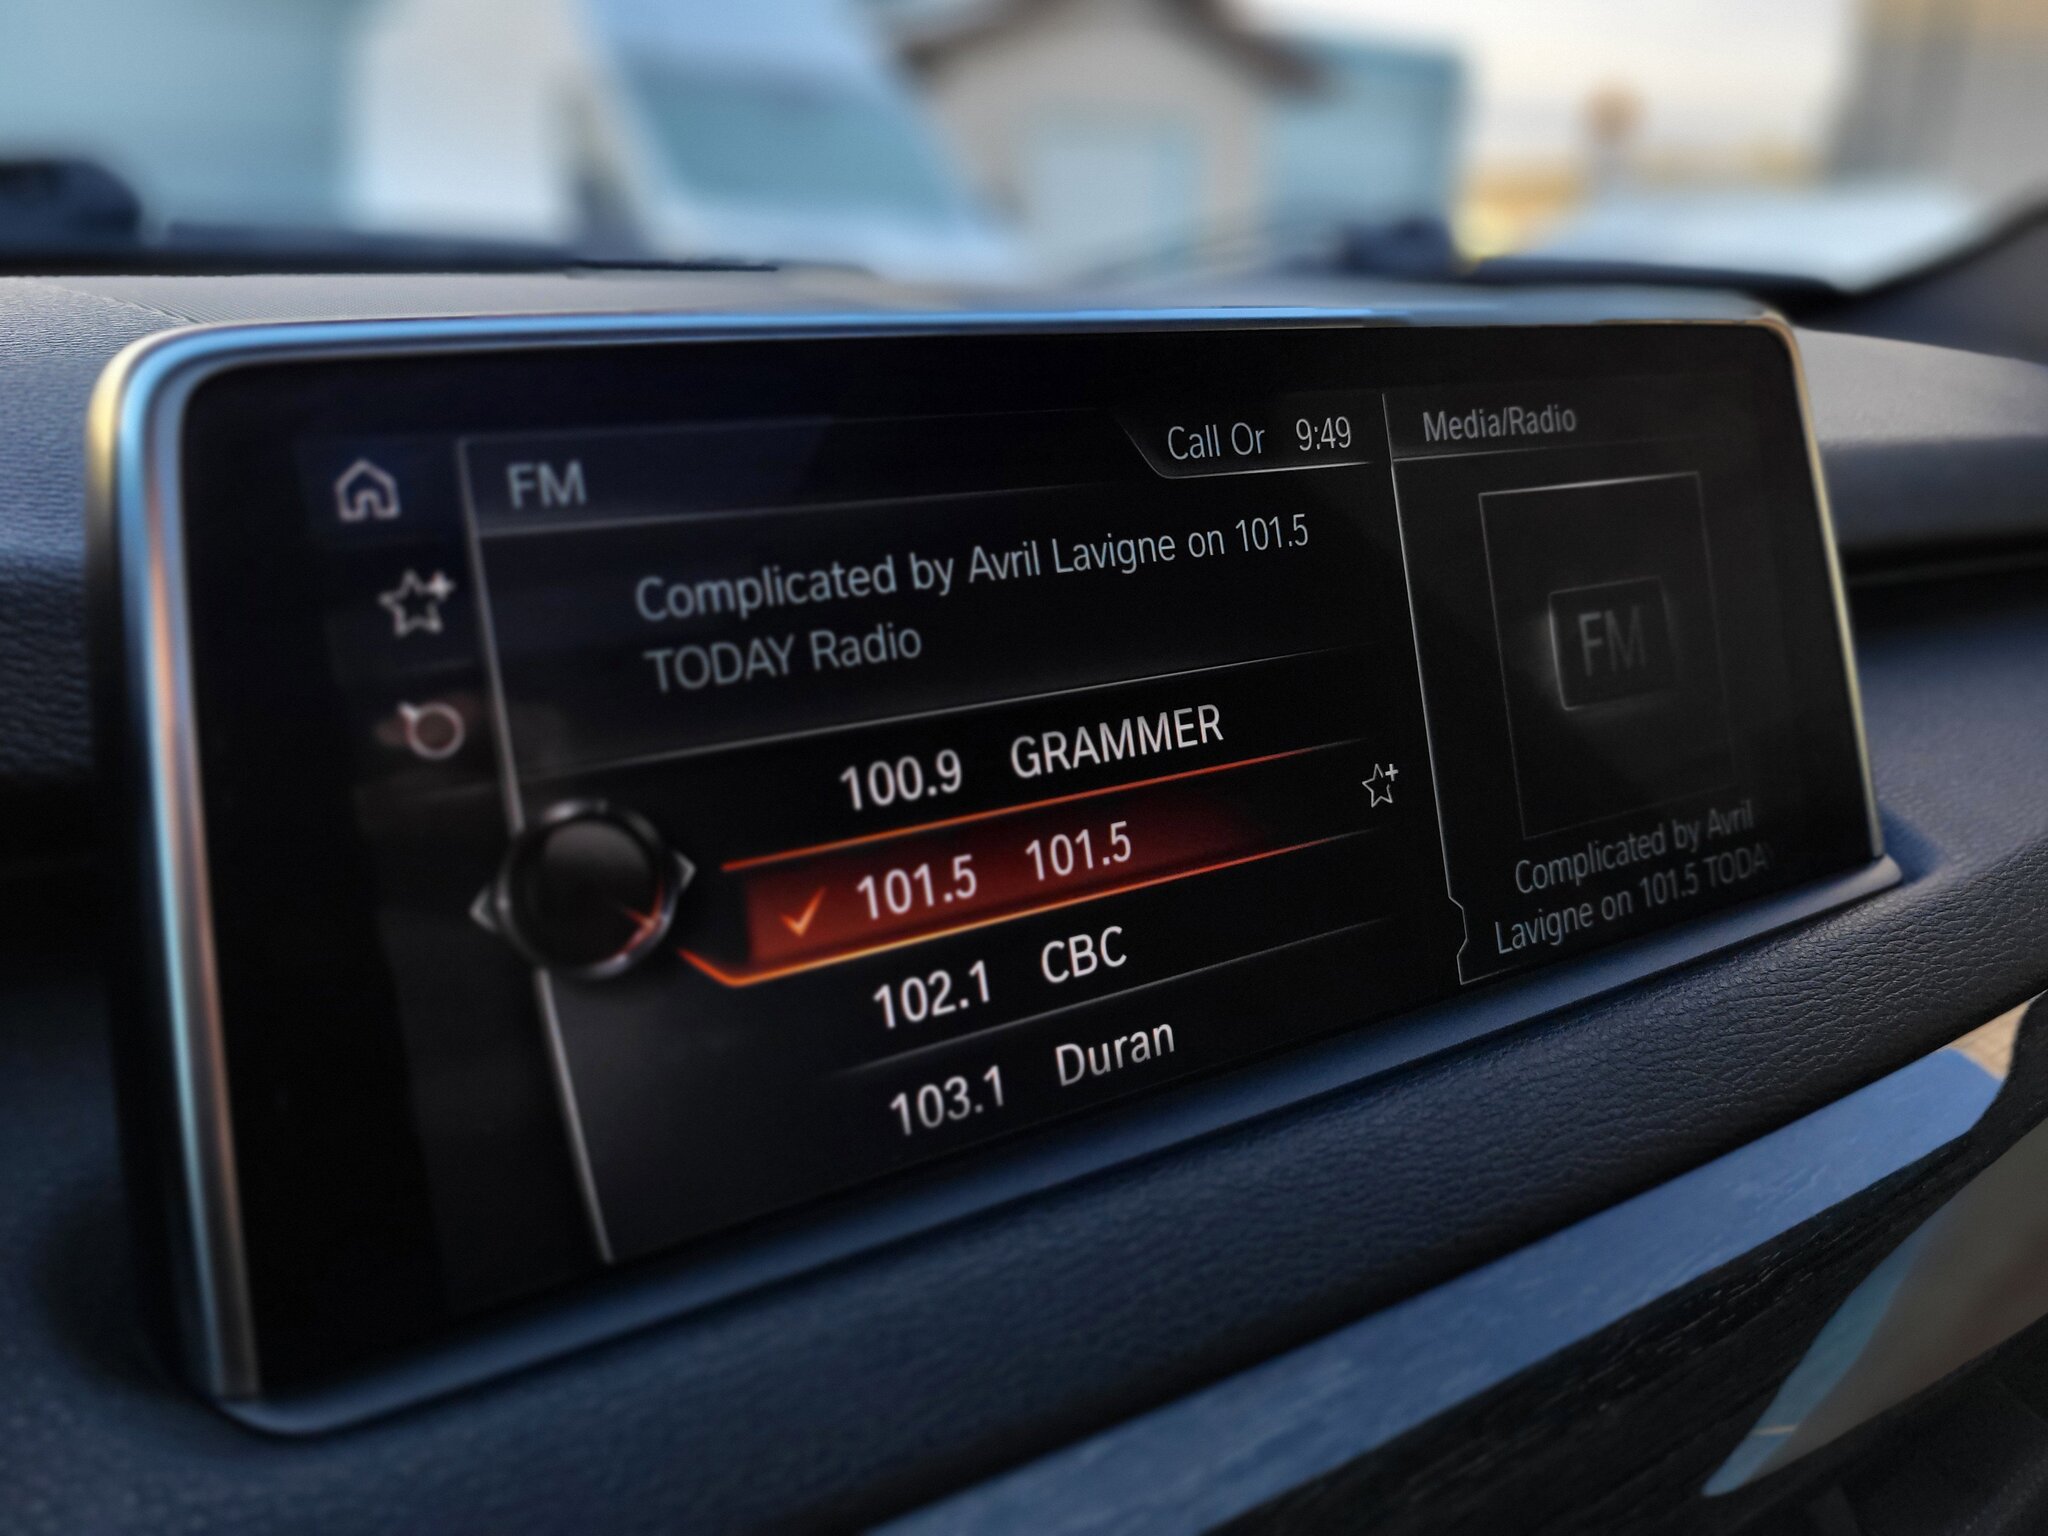 FM
Call Or 9:49
Complicated by Avril Lavigne on 101.5
TODAY Radio
100.9 GRAMMER
101.5 101.5
102.1 CBC
103.1 Duran
Media/Radio
FM
Complicated by Avril
Lavigne on 101.5 TODA